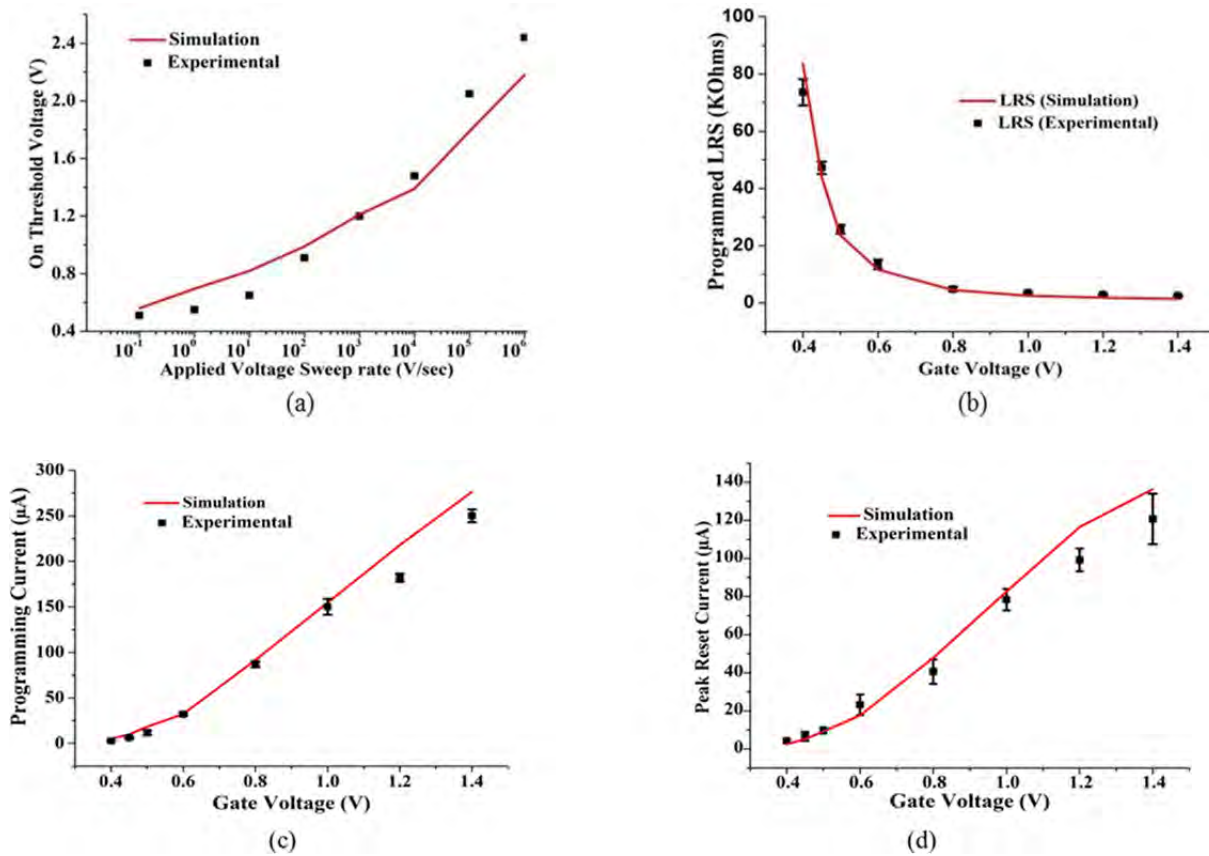 On Threshold Voltage (V)
2.4
2.0
1.6
1.2
0.8
0.4
Simulation
Experimental
10⁻¹ 10⁰ 10¹ 10² 10³ 10⁴ 10⁵ 10⁶
Applied Voltage Sweep rate (V/sec)
(a)
Programmed LRS (KOhms)
80
60
40
20
0
LRS (Simulation)
LRS (Experimental)
0.4 0.6 0.8 1.0 1.2 1.4
Gate Voltage (V)
(b)
Programming Current (µA)
300
250
200
150
100
50
0
Simulation
Experimental
0.4 0.6 0.8 1.0 1.2 1.4
Gate Voltage (V)
(c)
Peak Reset Current (µA)
140
120
100
80
60
40
20
0
Simulation
Experimental
0.4 0.6 0.8 1.0 1.2 1.4
Gate Voltage (V)
(d)